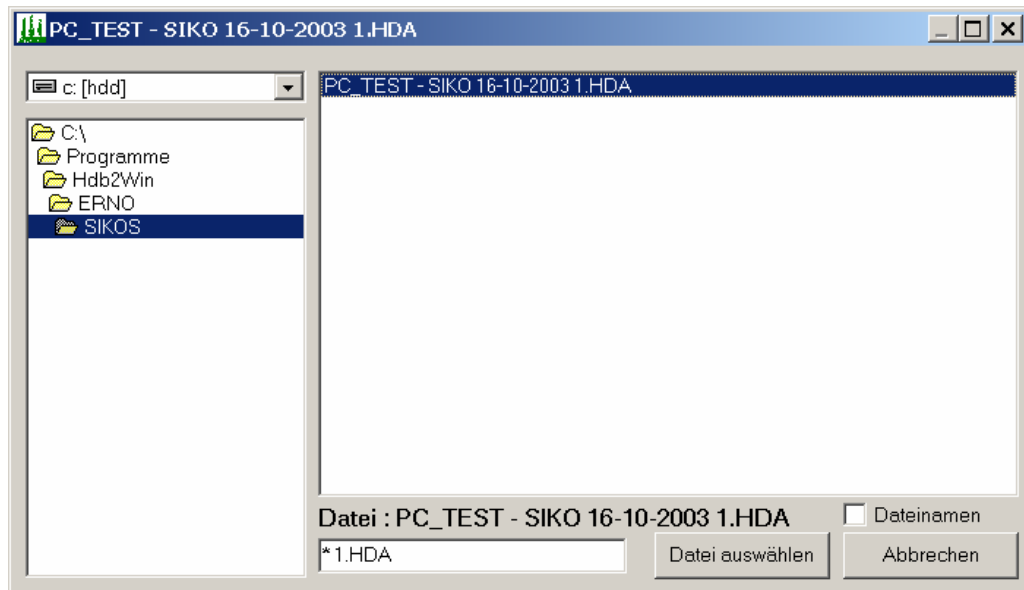 PC_TEST - SIKO 16-10-2003 1.HDA
c: [hdd]
C:\
Programme
Hdb2Win
ERNO
SIKOS
PC_TEST - SIKO 16-10-2003 1.HDA
Datei : PC_TEST - SIKO 16-10-2003 1.HDA
Dateinamen
*1.HDA
Datei auswählen
Abbrechen